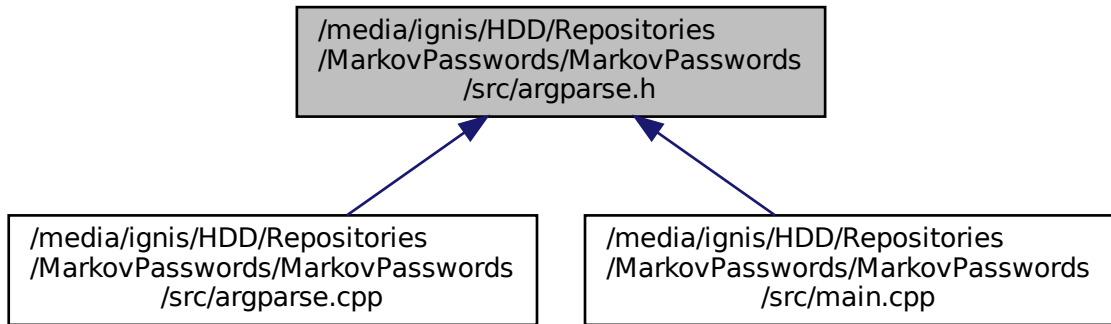 /media/ignis/HDD/Repositories
/MarkovPasswords/MarkovPasswords
/src/argparse.h
/media/ignis/HDD/Repositories
/MarkovPasswords/MarkovPasswords
/src/argparse.cpp
/media/ignis/HDD/Repositories
/MarkovPasswords/MarkovPasswords
/src/main.cpp